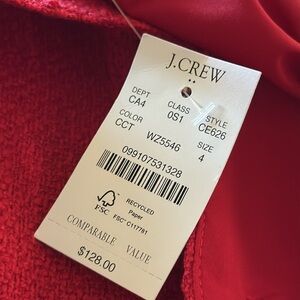 J.CREW
DEPT CLASS STYLE
CA4 0S1 CE626
COLOR SIZE
CCT WZ5546 4
099107531328
FSC
RECYCLED
Paper
FSC® C117781
COMPARABLE VALUE
$128.00